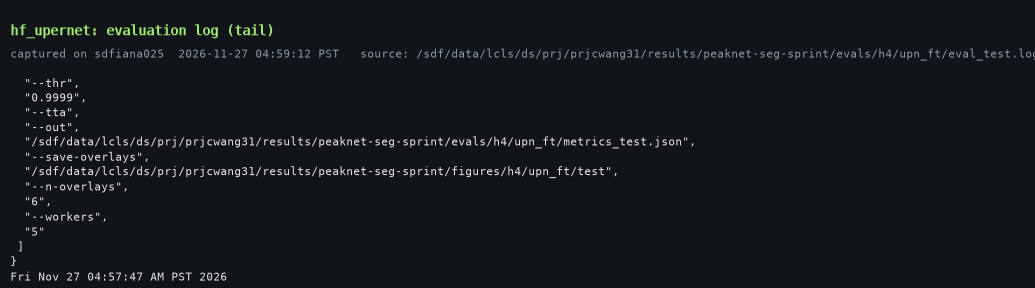 hf_upernet: evaluation log (tail)
captured on sdfiana025  2026-11-27 04:59:12 PST   source: /sdf/data/lcls/ds/prj/prjcwang31/results/peaknet-seg-sprint/evals/h4/upn_ft/eval_test.log
"--thr",
"0.9999",
"--tta",
"--out",
"/sdf/data/lcls/ds/prj/prjcwang31/results/peaknet-seg-sprint/evals/h4/upn_ft/metrics_test.json",
"--save-overlays",
"/sdf/data/lcls/ds/prj/prjcwang31/results/peaknet-seg-sprint/figures/h4/upn_ft/test",
"--n-overlays",
"6",
"--workers",
"5"
]
}
Fri Nov 27 04:57:47 AM PST 2026